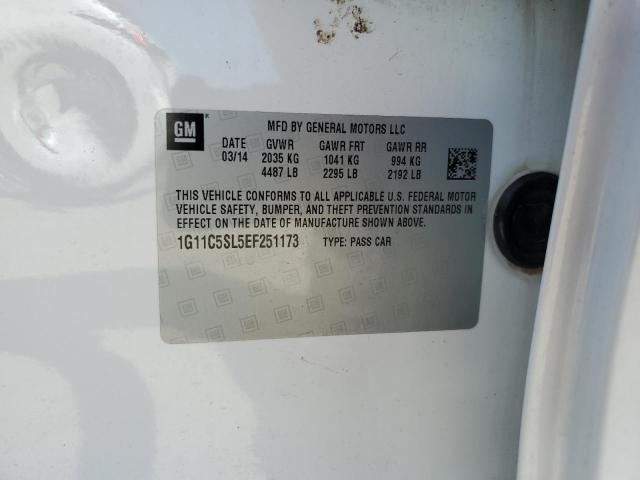 GM MFD BY GENERAL MOTORS LLC
DATE GVWR GAWR FRT GAWR RR
03/14 2035 KG 1041 KG 994 KG
4487 LB 2295 LB 2192 LB
THIS VEHICLE CONFORMS TO ALL APPLICABLE U.S. FEDERAL MOTOR
VEHICLE SAFETY, BUMPER, AND THEFT PREVENTION STANDARDS IN
EFFECT ON THE DATE OF MANUFACTURE SHOWN ABOVE.
1G11C5SL5EF251173 TYPE: PASS CAR